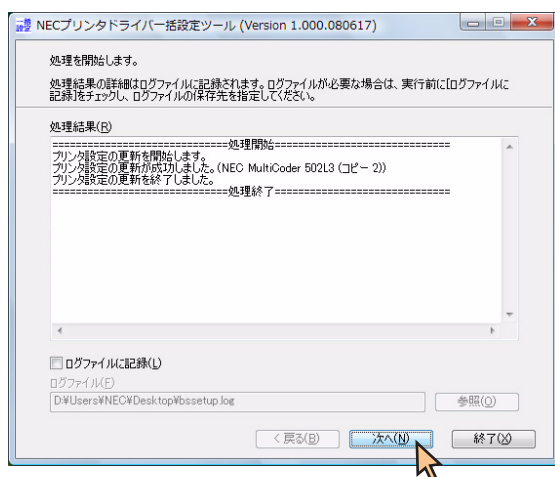 NECプリンタドライバー括設定ツール (Version 1.000.080617)
処理を開始します。
処理結果の詳細はログファイルに記録されます。ログファイルが必要な場合は、実行前に[ログファイルに
記録]をチェックし、ログファイルの保存先を指定してください。
処理結果(R)
==============================処理開始==============================
プリンタ設定の更新を開始します。
プリンタ設定の更新が成功しました。(NEC MultiCoder 502L3 (コピー 2))
プリンタ設定の更新を終了しました。
==============================処理終了==============================
ログファイルに記録(L)
ログファイル(F)
D:¥Users¥NEC¥Desktop¥bssetup.log
参照(O)
< 戻る(B)
次へ(N)
終了(X)